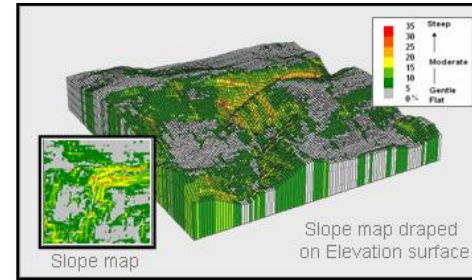 35 Steep
30
25
20
15 Moderate
10
5 Gentle
0% Flat
Slope map
Slope map draped
on Elevation surface